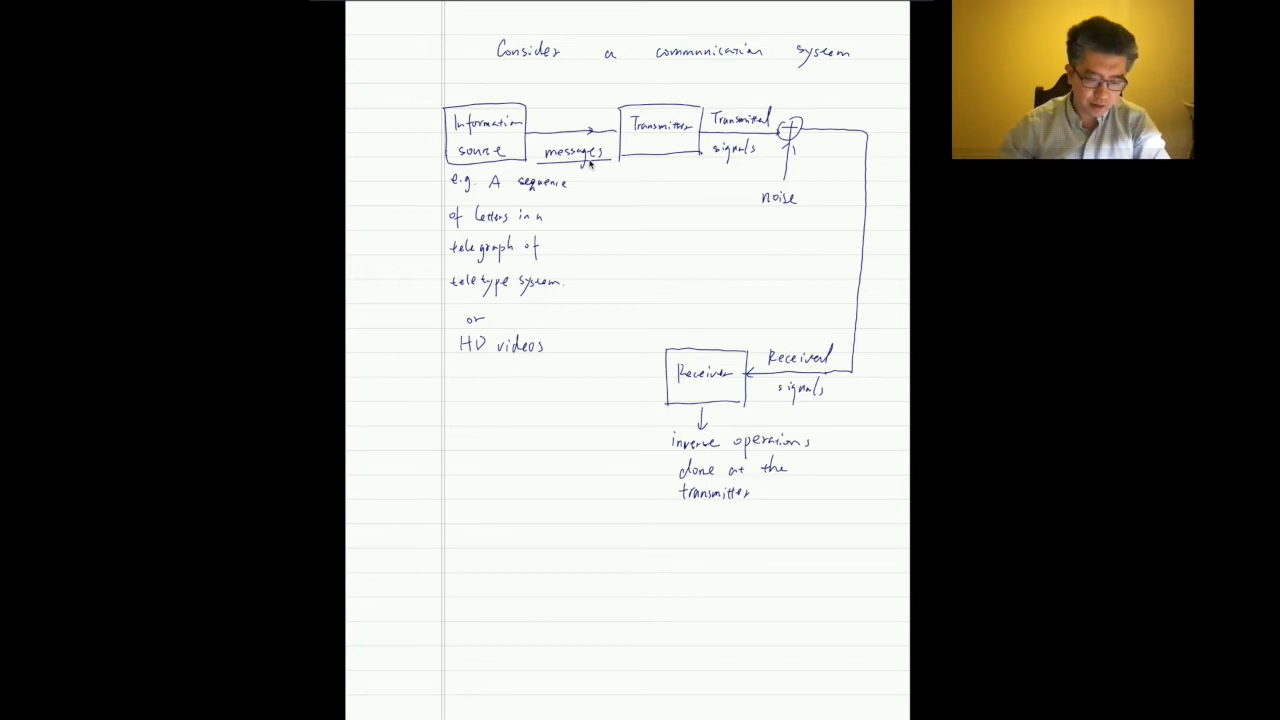 Consider a communication system
Information
source
messages
Transmitter
Transmitted
signals
+
noise
e.g. A sequence
of letters in a
telegraph of
teletype system.
or
HD videos
Receiver
Received
signals
inverse operations
done at the
transmitter